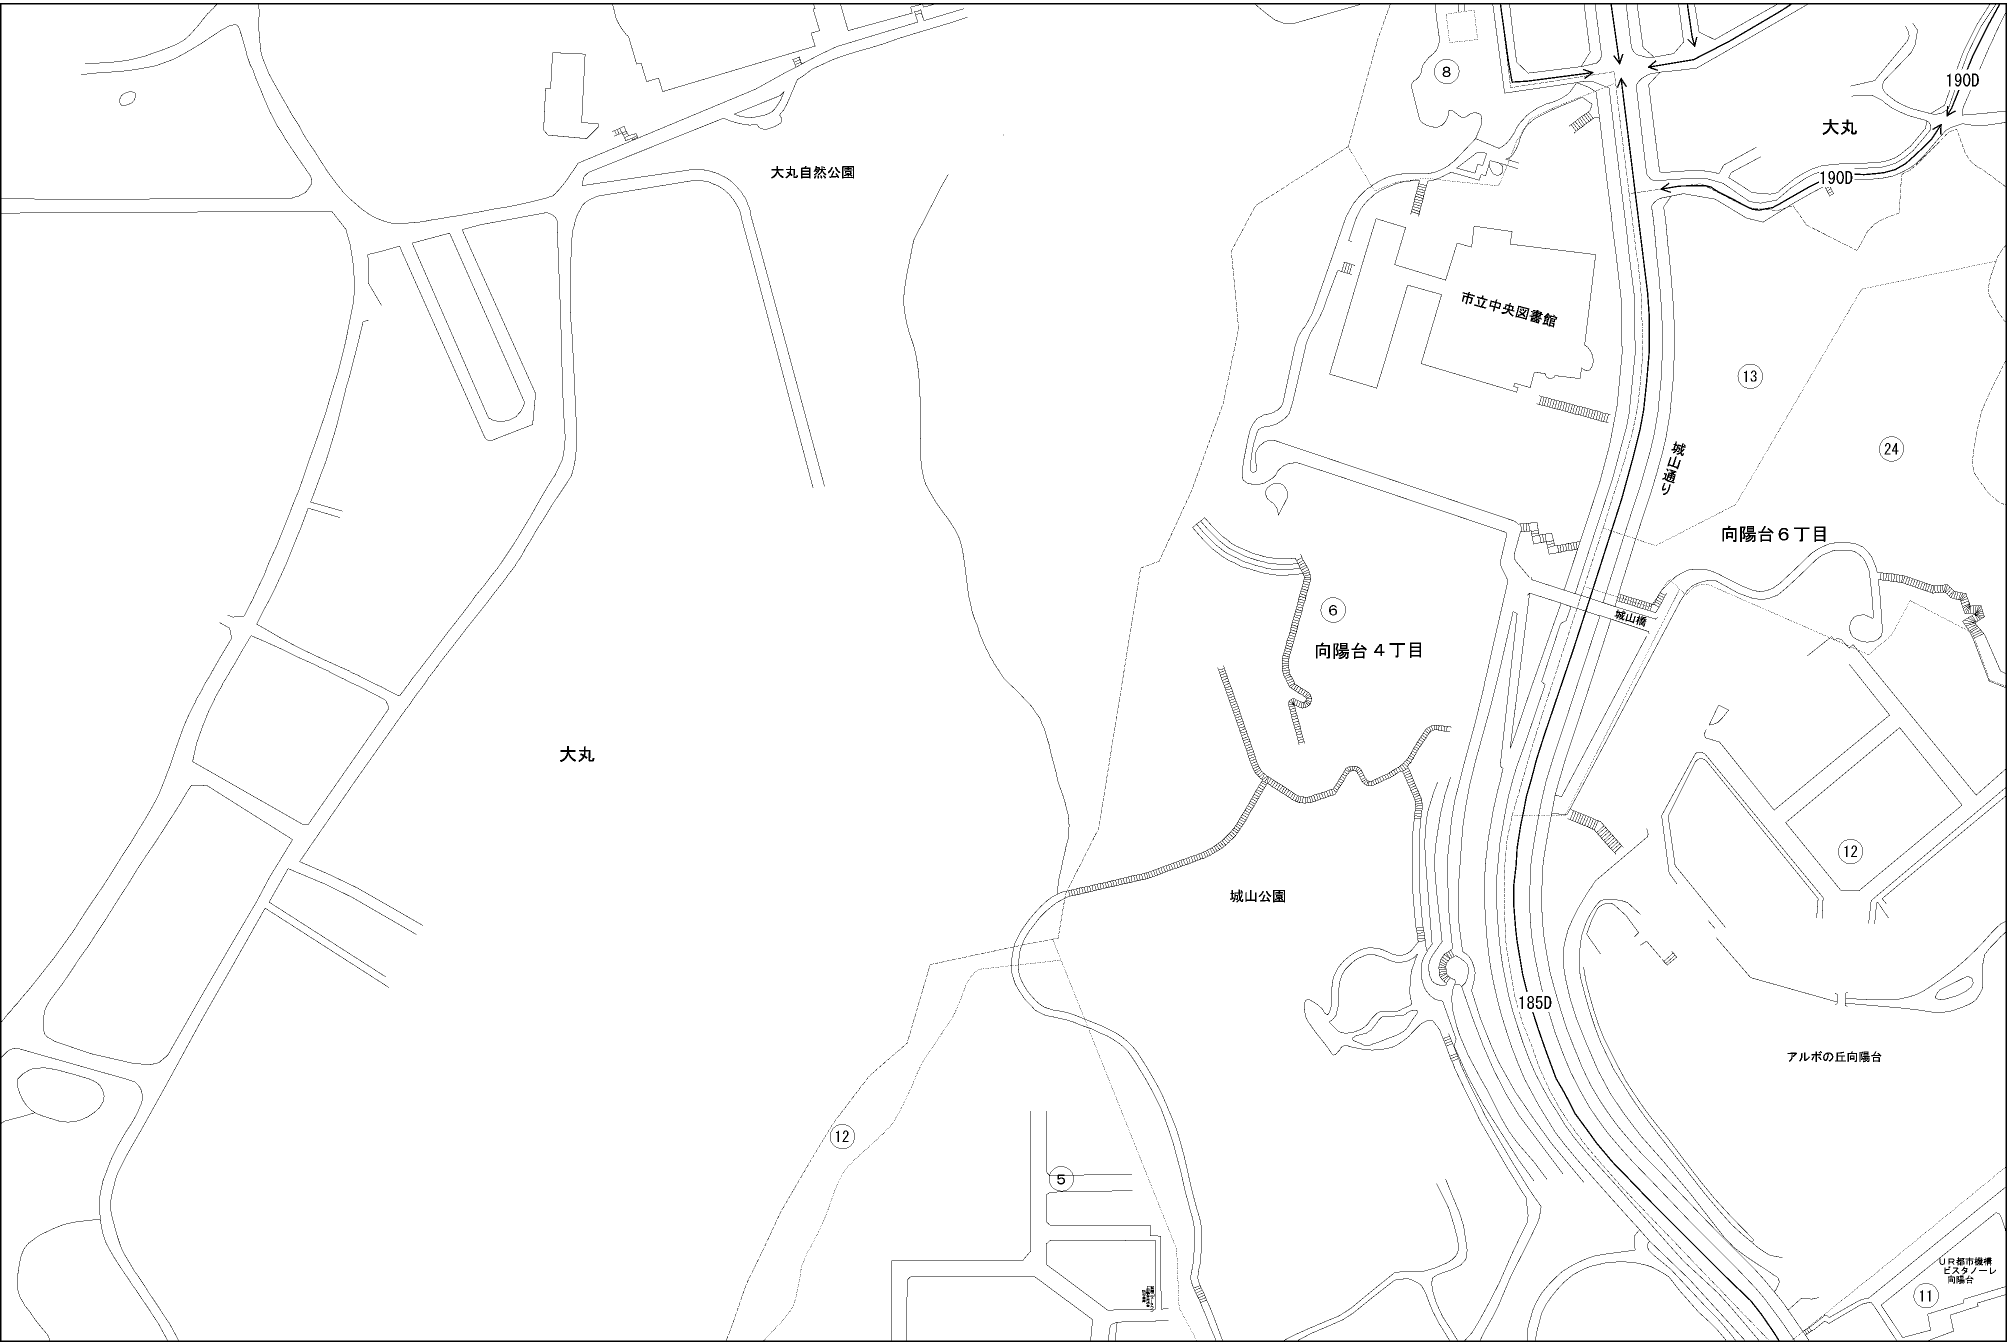 8
190D
大丸
大丸自然公園
190D
市立中央図書館
13
24
城山通り
向陽台６丁目
6
城山橋
向陽台４丁目
大丸
12
城山公園
185D
アルボの丘向陽台
12
5
ＵＲ都市機構
ビスタノーレ
向陽台
11